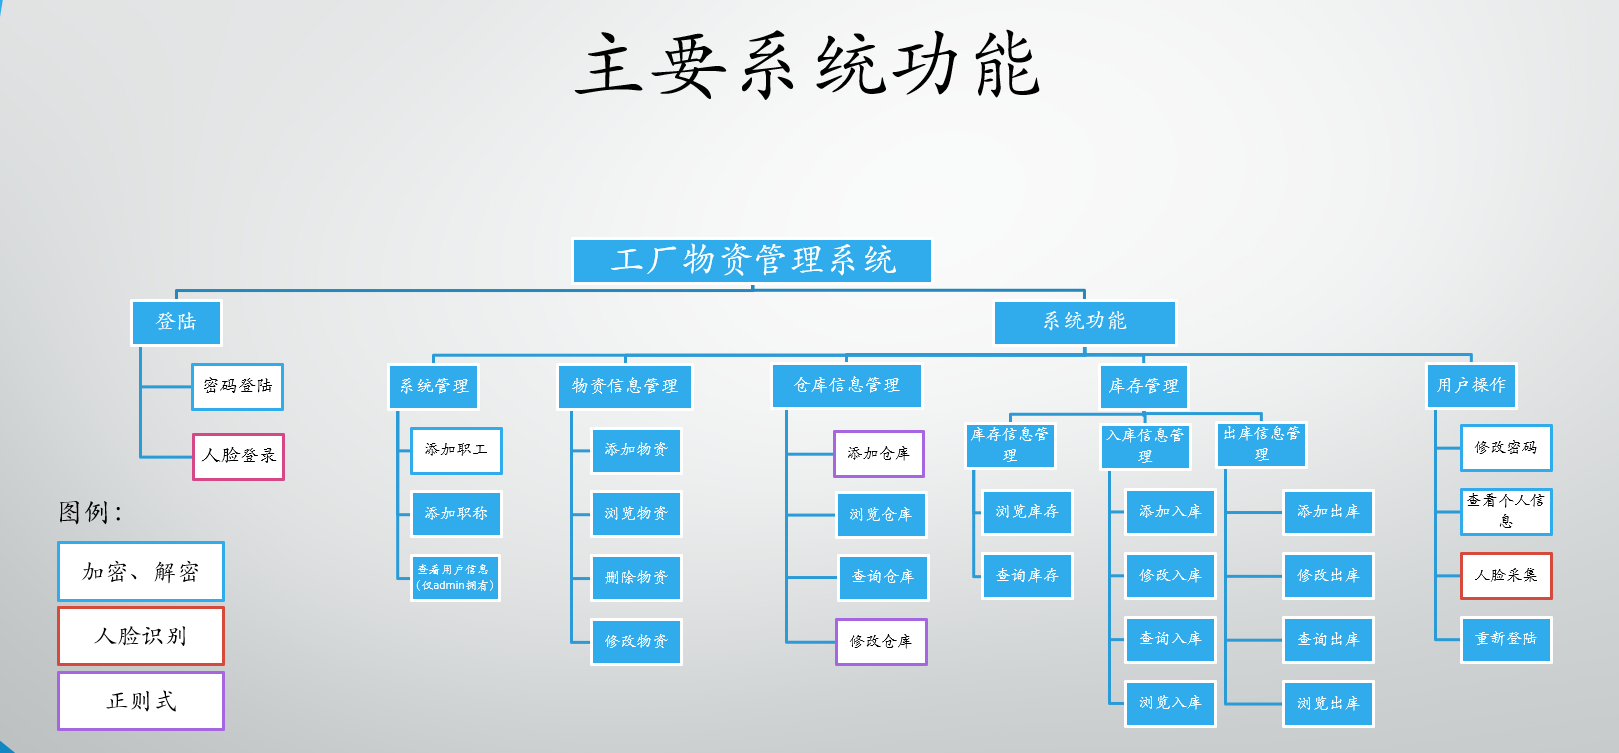 主要系统功能
工厂物资管理系统
登陆
系统功能
密码登陆
人脸登录
系统管理
物资信息管理
仓库信息管理
库存管理
用户操作
添加职工
添加职称
查看用户信息
（仅admin拥有）
添加物资
浏览物资
删除物资
修改物资
添加仓库
浏览仓库
查询仓库
修改仓库
库存信息管
理
浏览库存
查询库存
入库信息管
理
添加入库
修改入库
查询入库
浏览入库
出库信息管
理
添加出库
修改出库
查询出库
浏览出库
修改密码
查看个人信
息
人脸采集
重新登陆
图例：
加密、解密
人脸识别
正则式